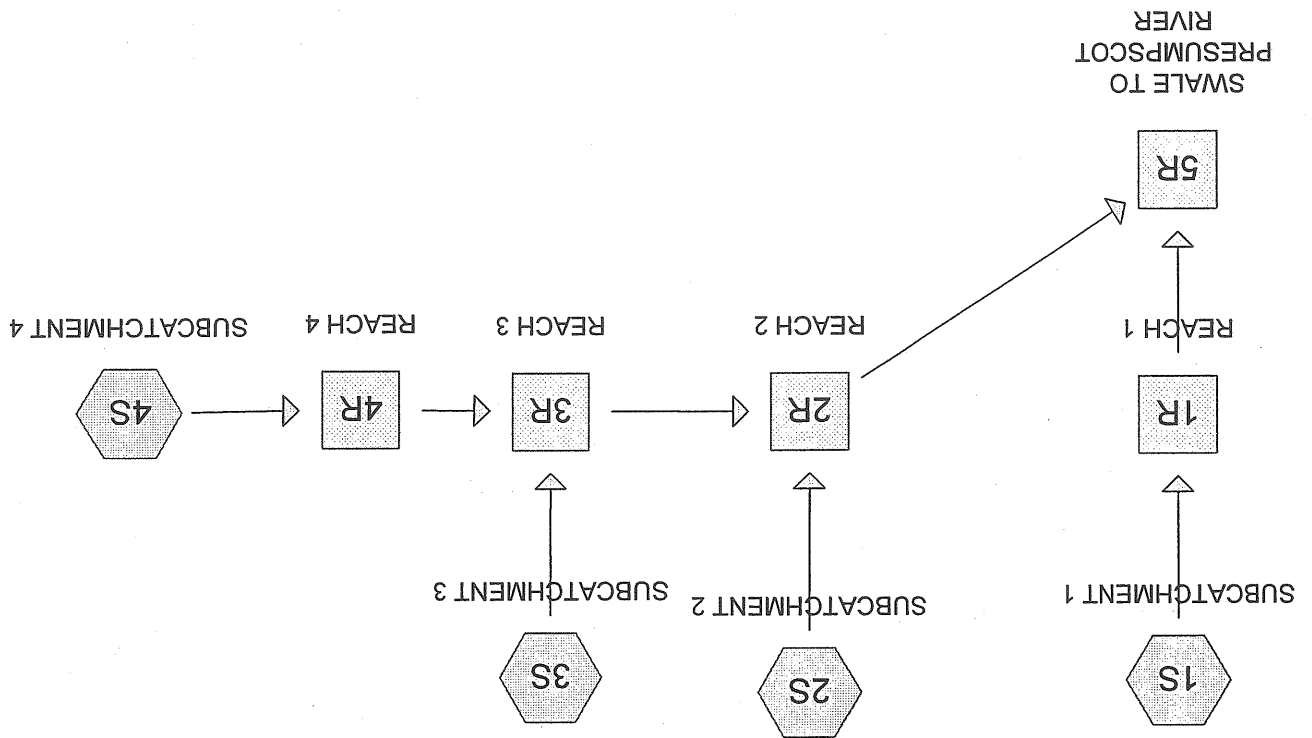 1S
SUBCATCHMENT 1
2S
SUBCATCHMENT 2
3S
SUBCATCHMENT 3
1R
REACH 1
2R
REACH 2
3R
REACH 3
4R
REACH 4
4S
SUBCATCHMENT 4
5R
SWALE TO
PRESUMPSCOT
RIVER